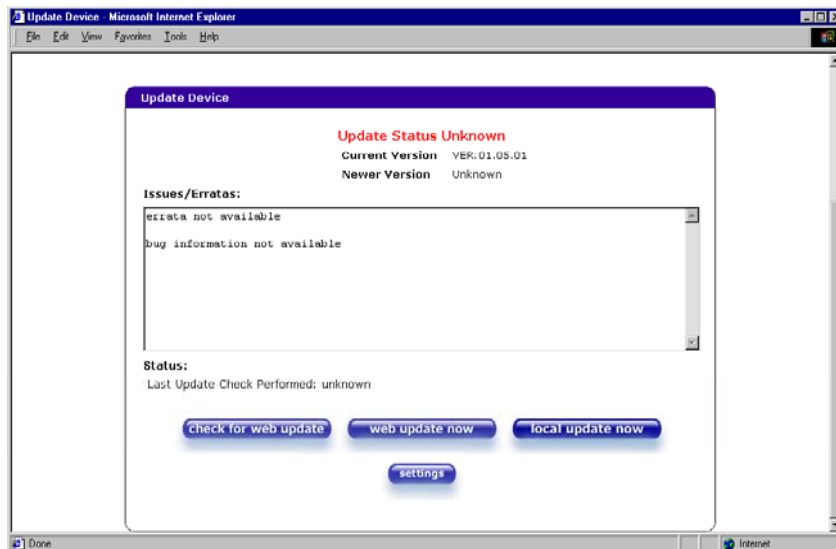 Update Device - Microsoft Internet Explorer
File Edit View Favorites Tools Help
Update Device
Update Status Unknown
Current Version VER:01.05.01
Newer Version Unknown
Issues/Erratas:
errata not available
bug information not available
Status:
Last Update Check Performed: unknown
check for web update web update now local update now
settings
Done Internet